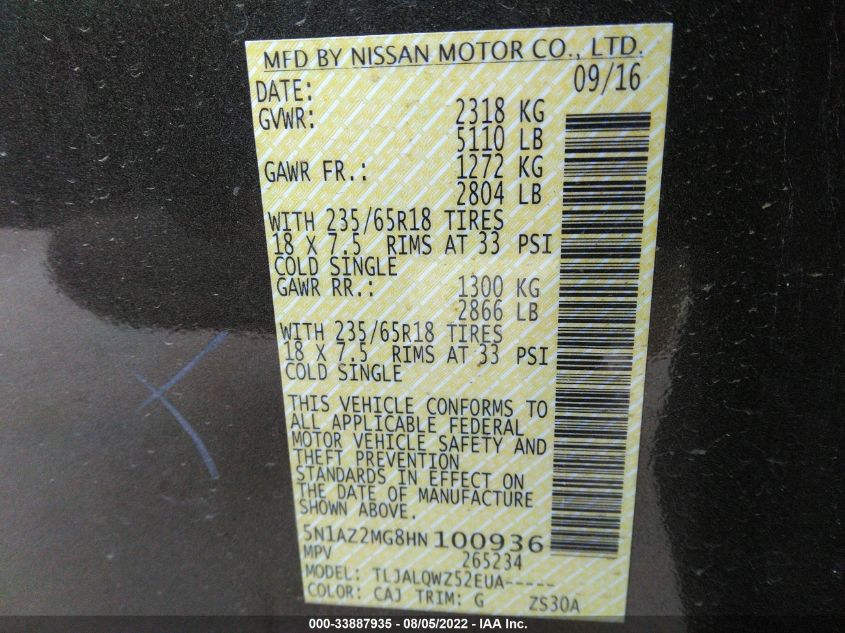 MFD BY NISSAN MOTOR CO., LTD.
DATE: 09/16
GVWR: 2318 KG
5110 LB
GAWR FR.: 1272 KG
2804 LB
WITH 235/65R18 TIRES
18 X 7.5 RIMS AT 33 PSI
COLD SINGLE
GAWR RR.: 1300 KG
2866 LB
WITH 235/65R18 TIRES
18 X 7.5 RIMS AT 33 PSI
COLD SINGLE
THIS VEHICLE CONFORMS TO
ALL APPLICABLE FEDERAL
MOTOR VEHICLE SAFETY AND
THEFT PREVENTION
STANDARDS IN EFFECT ON
THE DATE OF MANUFACTURE
SHOWN ABOVE.
5N1AZ2MG8HN100936
MPV 265234
MODEL: TLJALQWZ52EUA-----
COLOR: CAJ TRIM: G ZS30A
000-33887935 - 08/05/2022 - IAA Inc.